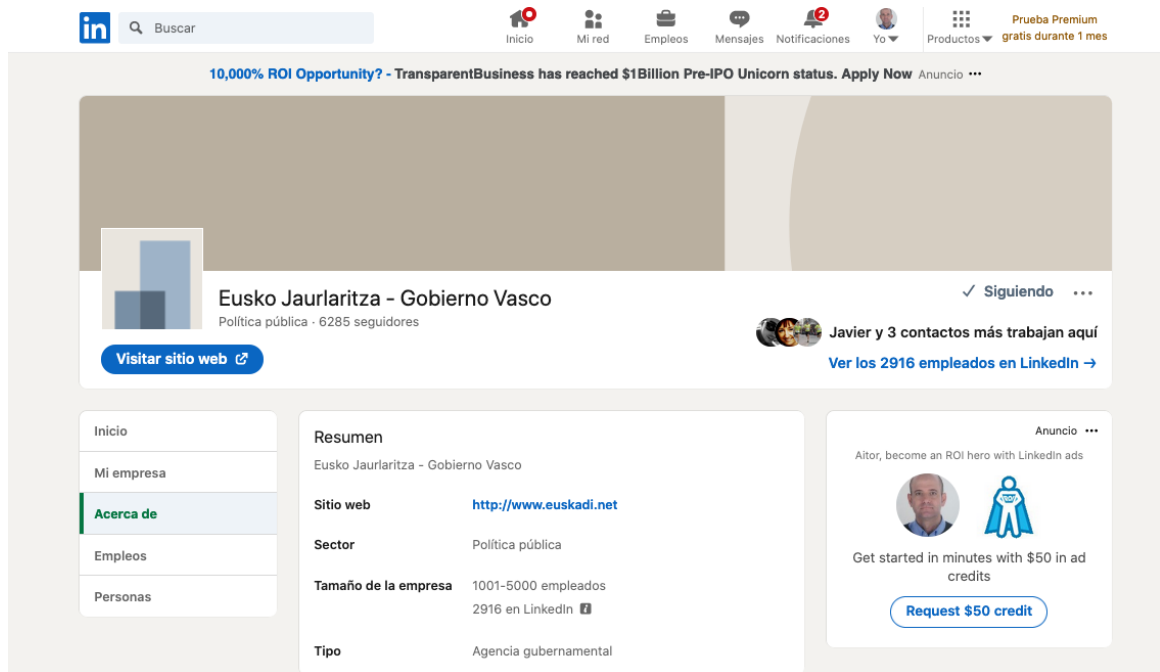 in
Buscar
Inicio
Mi red
Empleos
Mensajes
2
Notificaciones
Yo
Productos
Prueba Premium
gratis durante 1 mes
10,000% ROI Opportunity? - TransparentBusiness has reached $1Billion Pre-IPO Unicorn status. Apply Now Anuncio •••
Eusko Jaurlaritza - Gobierno Vasco
Política pública · 6285 seguidores
Visitar sitio web
✓ Siguiendo •••
Javier y 3 contactos más trabajan aquí
Ver los 2916 empleados en LinkedIn →
Inicio
Mi empresa
Acerca de
Empleos
Personas
Resumen
Eusko Jaurlaritza - Gobierno Vasco
Sitio web http://www.euskadi.net
Sector Política pública
Tamaño de la empresa 1001-5000 empleados
2916 en LinkedIn
Tipo Agencia gubernamental
Anuncio •••
Aitor, become an ROI hero with LinkedIn ads
Get started in minutes with $50 in ad
credits
Request $50 credit